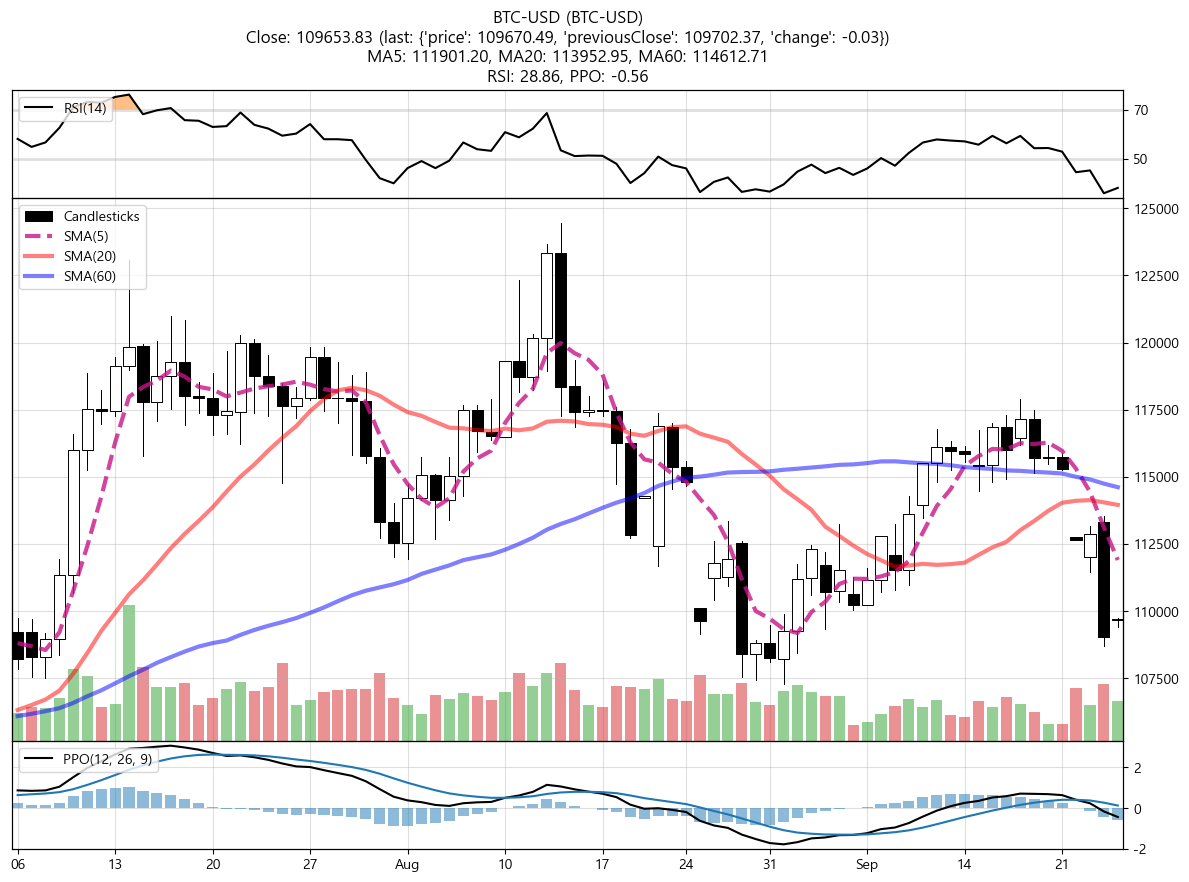 BTC-USD (BTC-USD)
Close: 109653.83 (last: {'price': 109670.49, 'previousClose': 109702.37, 'change': -0.03})
MA5: 111901.20, MA20: 113952.95, MA60: 114612.71
RSI: 28.86, PPO: -0.56
RSI(14)
70
50
Candlesticks
SMA(5)
SMA(20)
SMA(60)
125000
122500
120000
117500
115000
112500
110000
107500
PPO(12, 26, 9)
2
0
-2
06 13 20 27 Aug 10 17 24 31 Sep 14 21